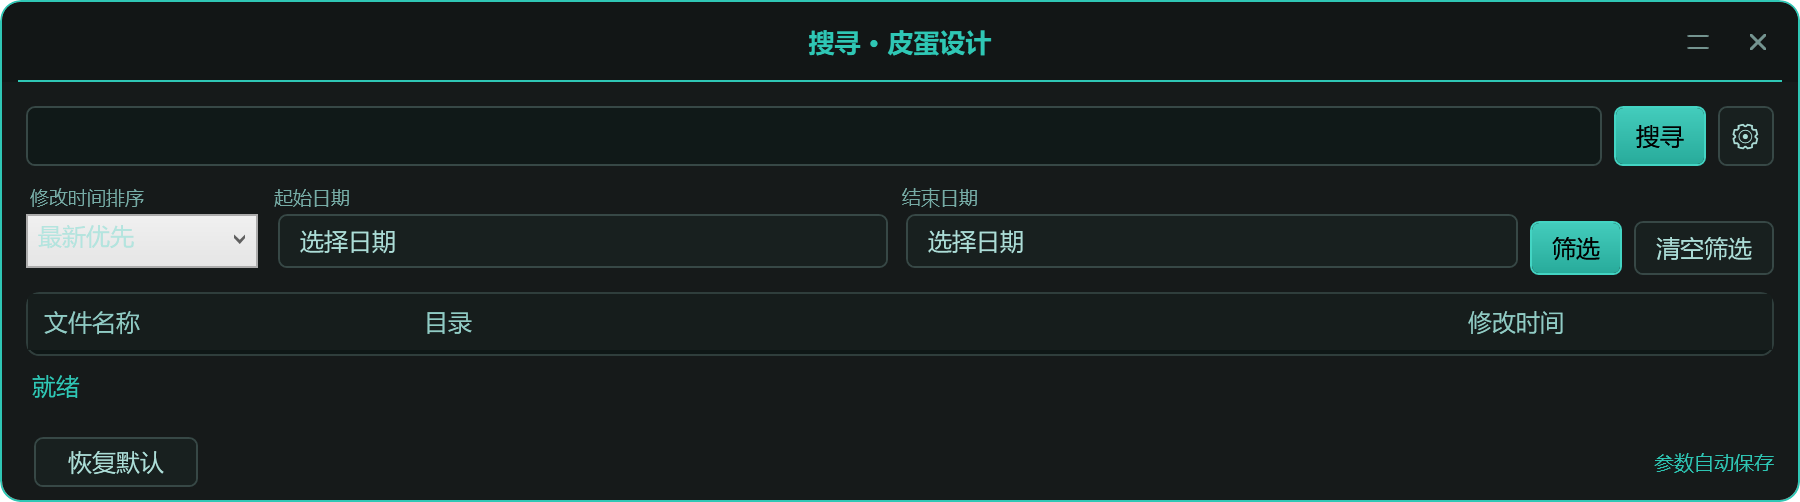 搜寻·皮蛋设计
搜寻
修改时间排序 起始日期 结束日期
最新优先 选择日期 选择日期 筛选 清空筛选
文件名称 目录 修改时间
就绪
恢复默认 参数自动保存